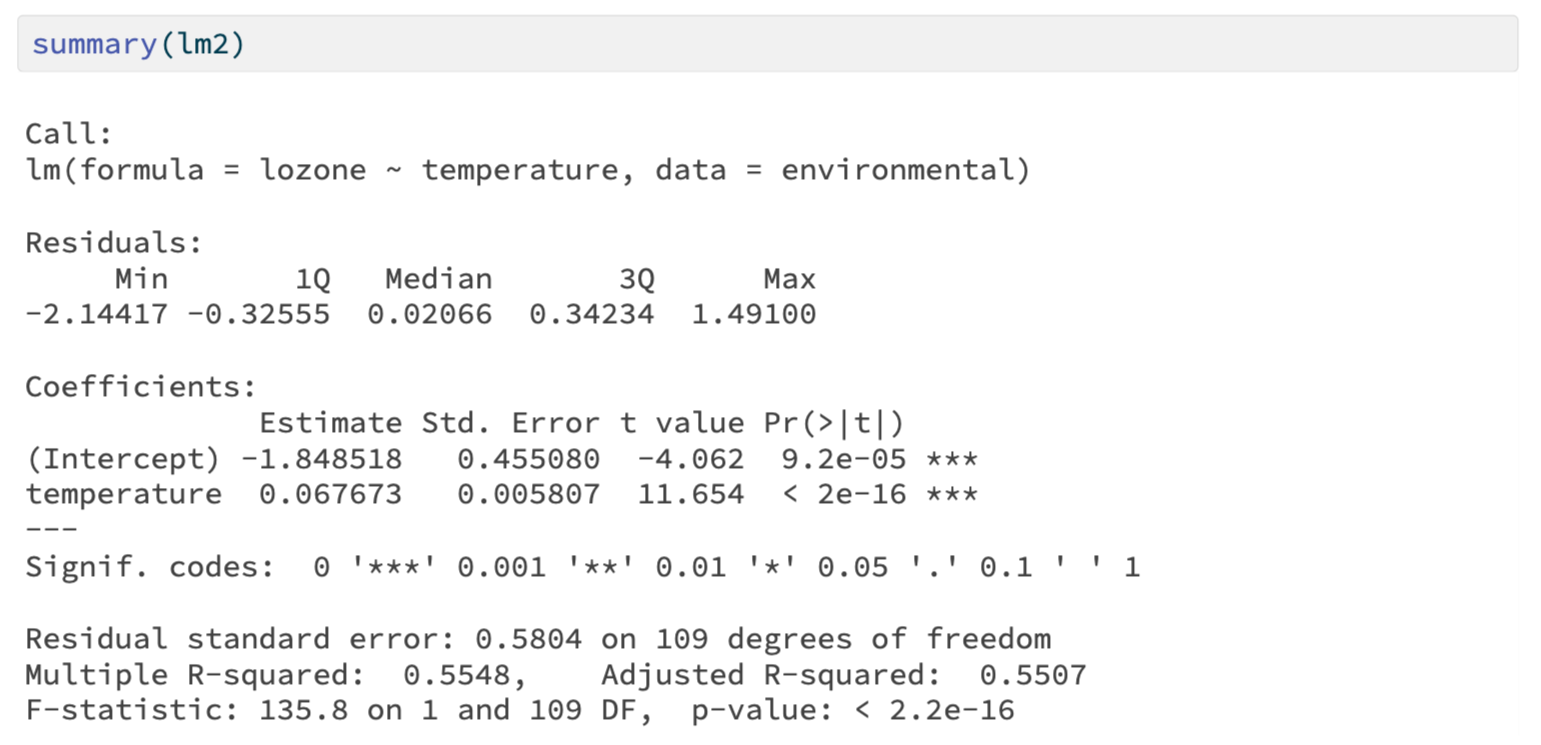 summary(lm2)
Call:
lm(formula = lozone ~ temperature, data = environmental)
Residuals:
     Min       1Q   Median       3Q      Max
-2.14417 -0.32555  0.02066  0.34234  1.49100
Coefficients:
             Estimate Std. Error t value Pr(>|t|)
(Intercept) -1.848518   0.455080  -4.062  9.2e-05 ***
temperature  0.067673   0.005807  11.654  < 2e-16 ***
---
Signif. codes:  0 '***' 0.001 '**' 0.01 '*' 0.05 '.' 0.1 ' ' 1
Residual standard error: 0.5804 on 109 degrees of freedom
Multiple R-squared:  0.5548,    Adjusted R-squared:  0.5507
F-statistic: 135.8 on 1 and 109 DF,  p-value: < 2.2e-16